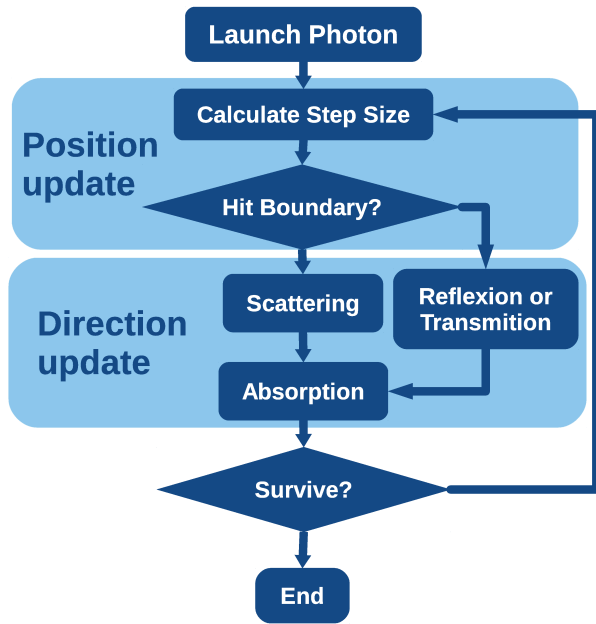 Launch Photon
Calculate Step Size
Position
update
Hit Boundary?
Scattering
Reflexion or
Transmition
Direction
update
Absorption
Survive?
End